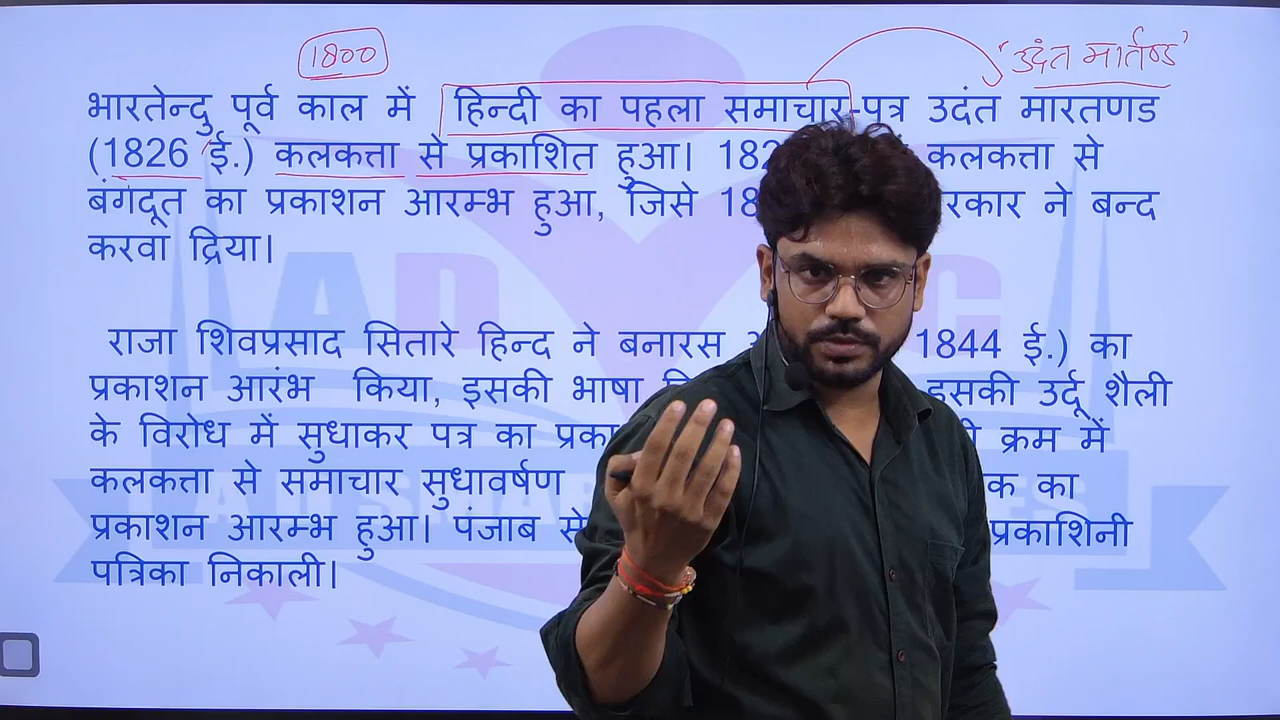 1800
'उदंत मार्तण्ड'
भारतेन्दु पूर्व काल में हिन्दी का पहला समाचार-पत्र उदंत मारतणड
(1826 ई.) कलकत्ता से प्रकाशित हुआ। कलकत्ता से
बंगदूत का प्रकाशन आरम्भ हुआ, जिसे ने बन्द
करवा द्रिया।
राजा शिवप्रसाद सितारे हिन्द ने बनारस 1844 ई.) का
प्रकाशन आरंभ किया, इसकी भाषा इसकी उर्दू शैली
के विरोध में सुधाकर पत्र का क्रम में
कलकत्ता से समाचार सुधावर्षण का
प्रकाशन आरम्भ हुआ। पंजाब से प्रकाशिनी
पत्रिका निकाली।